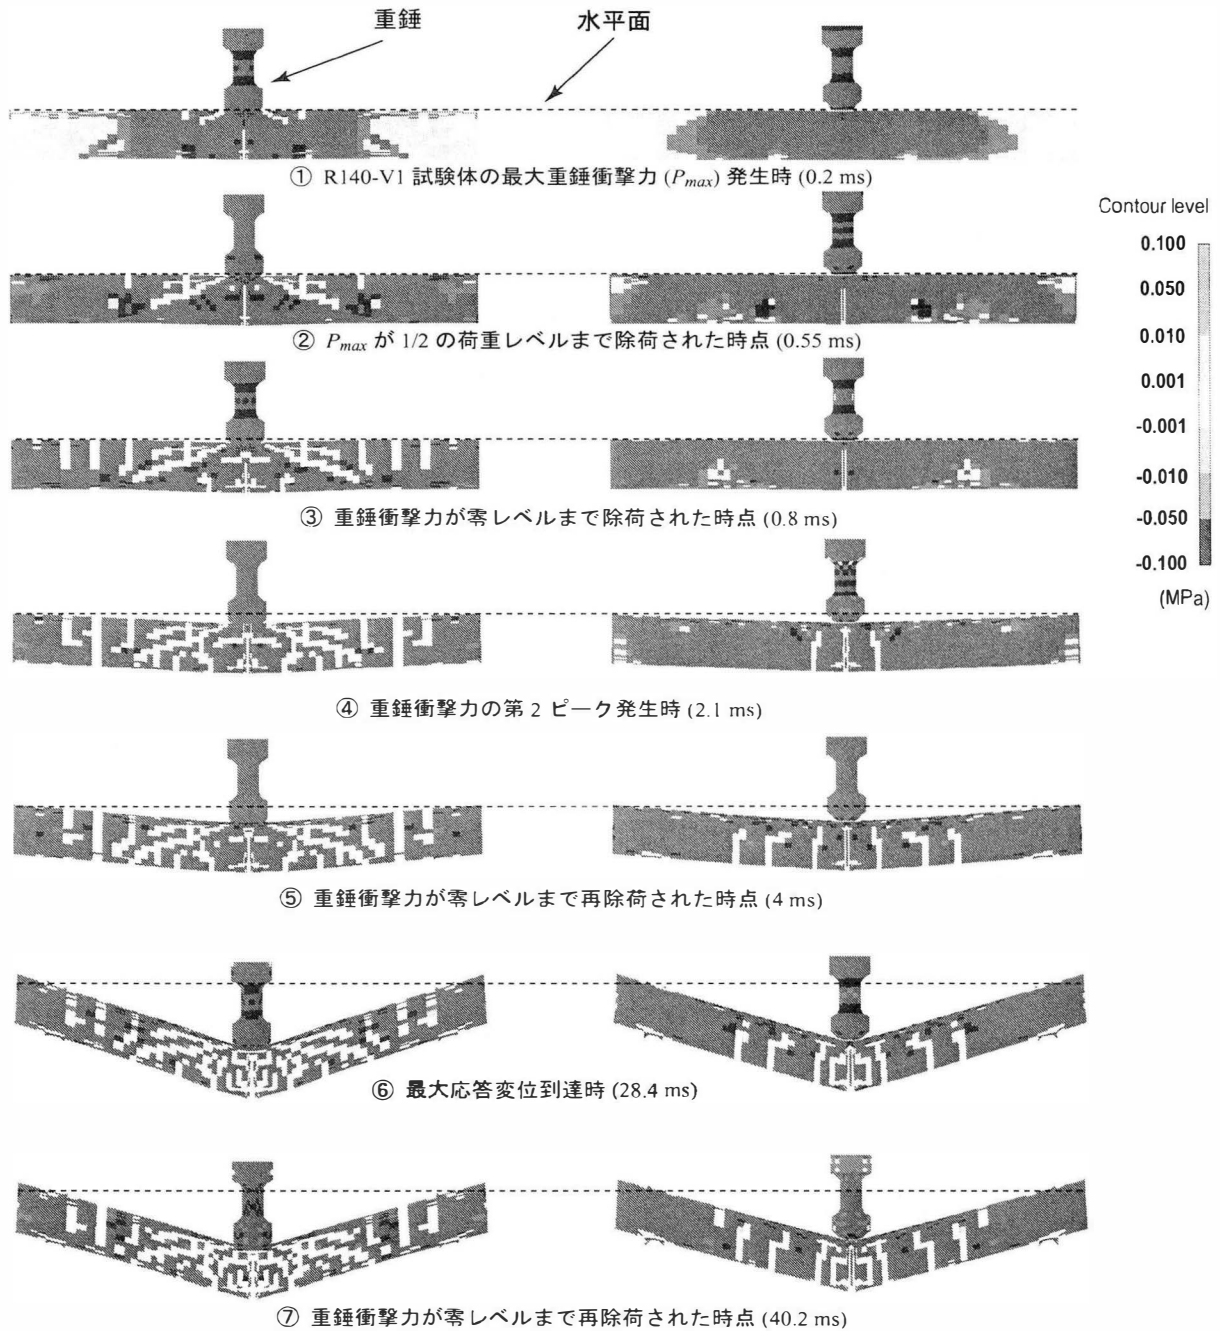 重錘
水平面
① R140-V1 試験体の最大重錘衝撃力 (Pmax) 発生時 (0.2 ms)
② Pmax が 1/2 の荷重レベルまで除荷された時点 (0.55 ms)
③ 重錘衝撃力が零レベルまで除荷された時点 (0.8 ms)
④ 重錘衝撃力の第 2 ピーク発生時 (2.1 ms)
⑤ 重錘衝撃力が零レベルまで再除荷された時点 (4 ms)
⑥ 最大応答変位到達時 (28.4 ms)
⑦ 重錘衝撃力が零レベルまで再除荷された時点 (40.2 ms)
Contour level
0.100
0.050
0.010
0.001
-0.001
-0.010
-0.050
-0.100
(MPa)